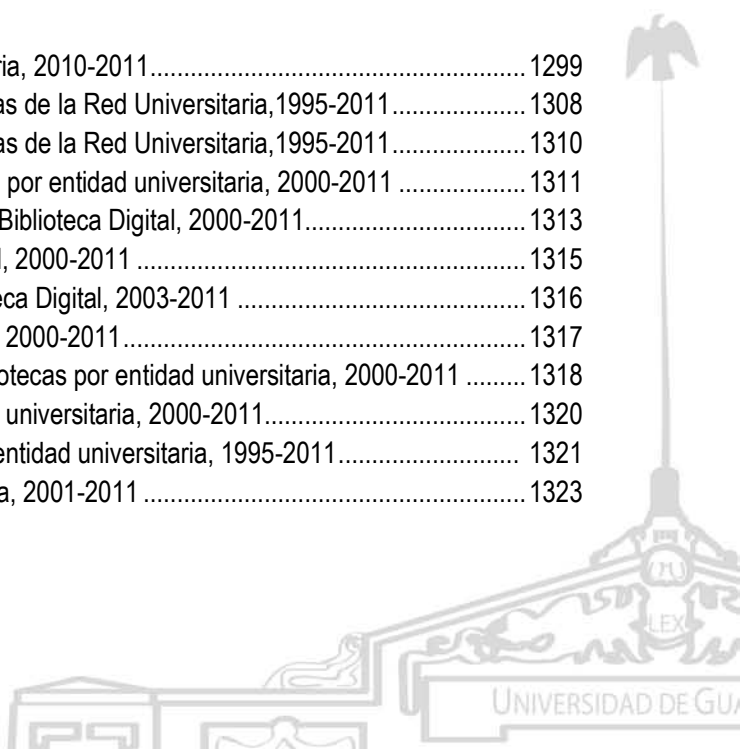 ria, 2010-2011........................................................ 1299
as de la Red Universitaria,1995-2011.................... 1308
as de la Red Universitaria,1995-2011.................... 1310
por entidad universitaria, 2000-2011 ................... 1311
Biblioteca Digital, 2000-2011................................. 1313
l, 2000-2011 .......................................................... 1315
eca Digital, 2003-2011 ........................................... 1316
2000-2011............................................................ 1317
otecas por entidad universitaria, 2000-2011 ......... 1318
universitaria, 2000-2011....................................... 1320
entidad universitaria, 1995-2011........................... 1321
a, 2001-2011 ......................................................... 1323
LEX
UNIVERSIDAD DE GUA